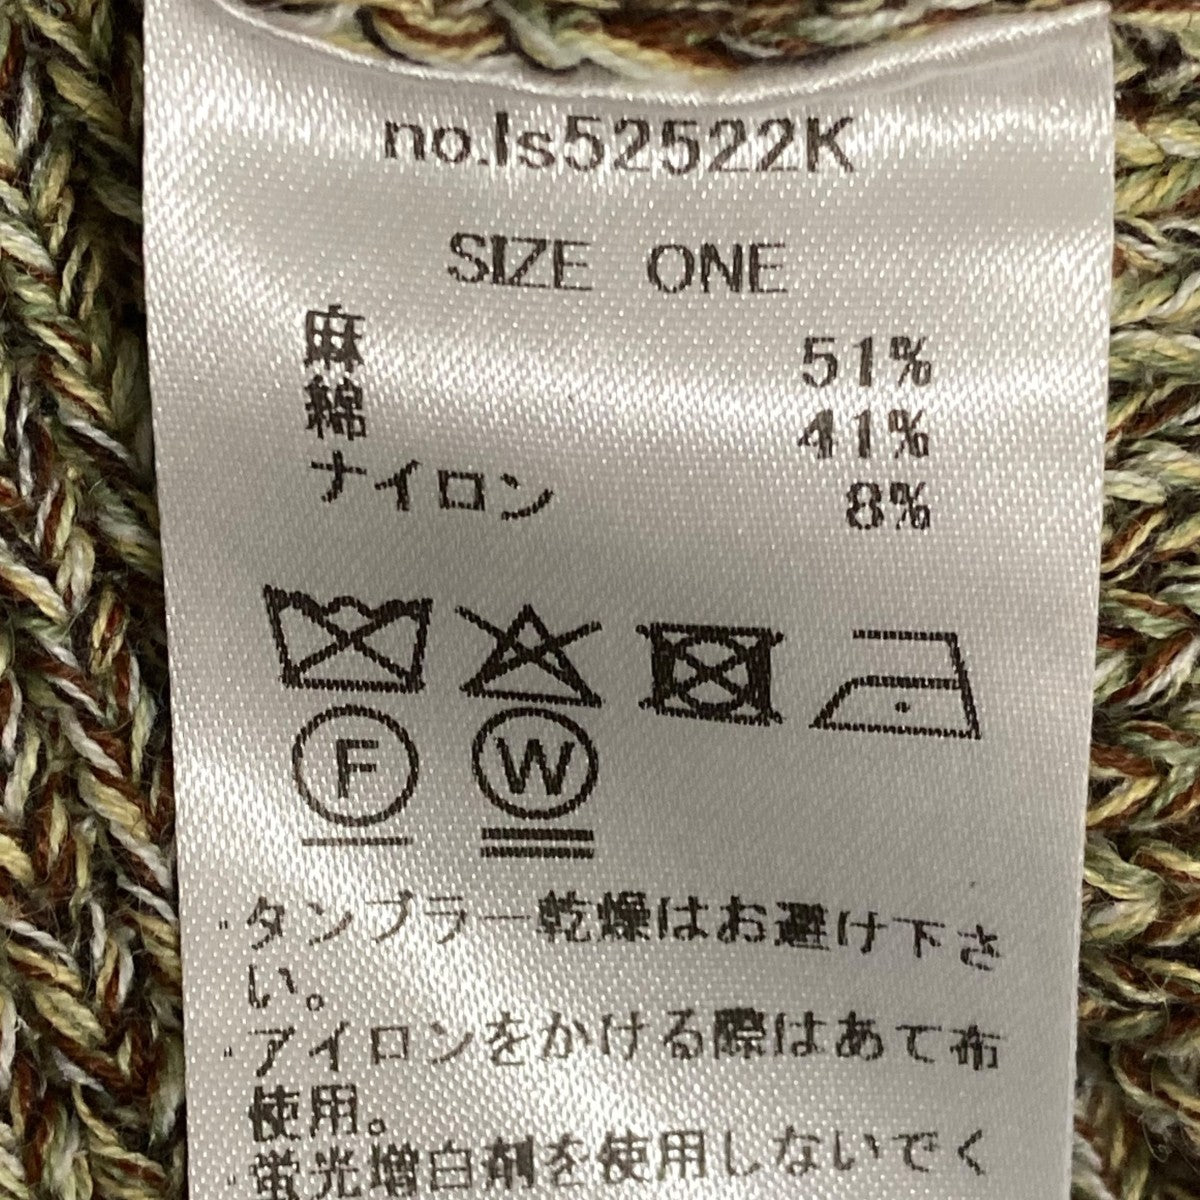 no.ls52522K
SIZE ONE
麻 51%
綿 41%
ナイロン 8%
F W
・タンブラー乾燥はお避け下さ
い。
・アイロンをかける際はあて布
使用。
・蛍光増白剤を使用しないでく